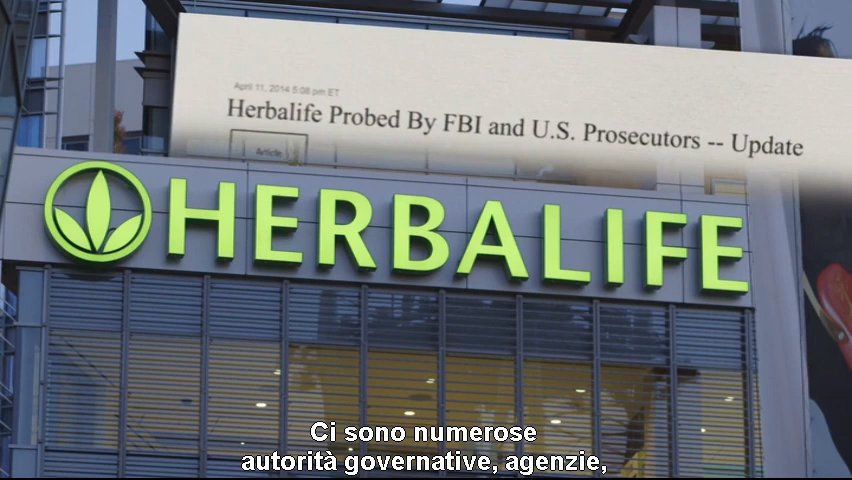 April 11, 2014 5:08 pm ET
Herbalife Probed By FBI and U.S. Prosecutors -- Update
Article
HERBALIFE
Ci sono numerose
autorità governative, agenzie,